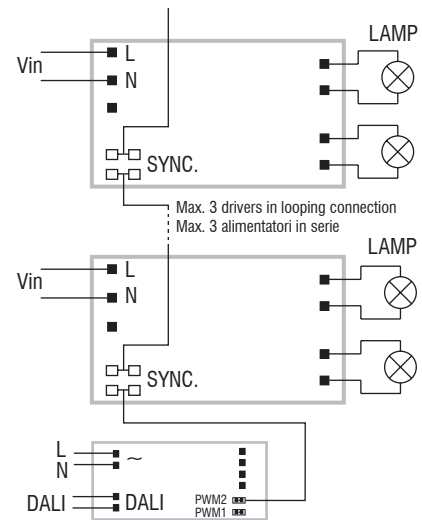 LAMP
Vin
L
N
SYNC.
Max. 3 drivers in looping connection
Max. 3 alimentatori in serie
LAMP
Vin
L
N
SYNC.
L
N
~
DALI
DALI
PWM2
PWM1